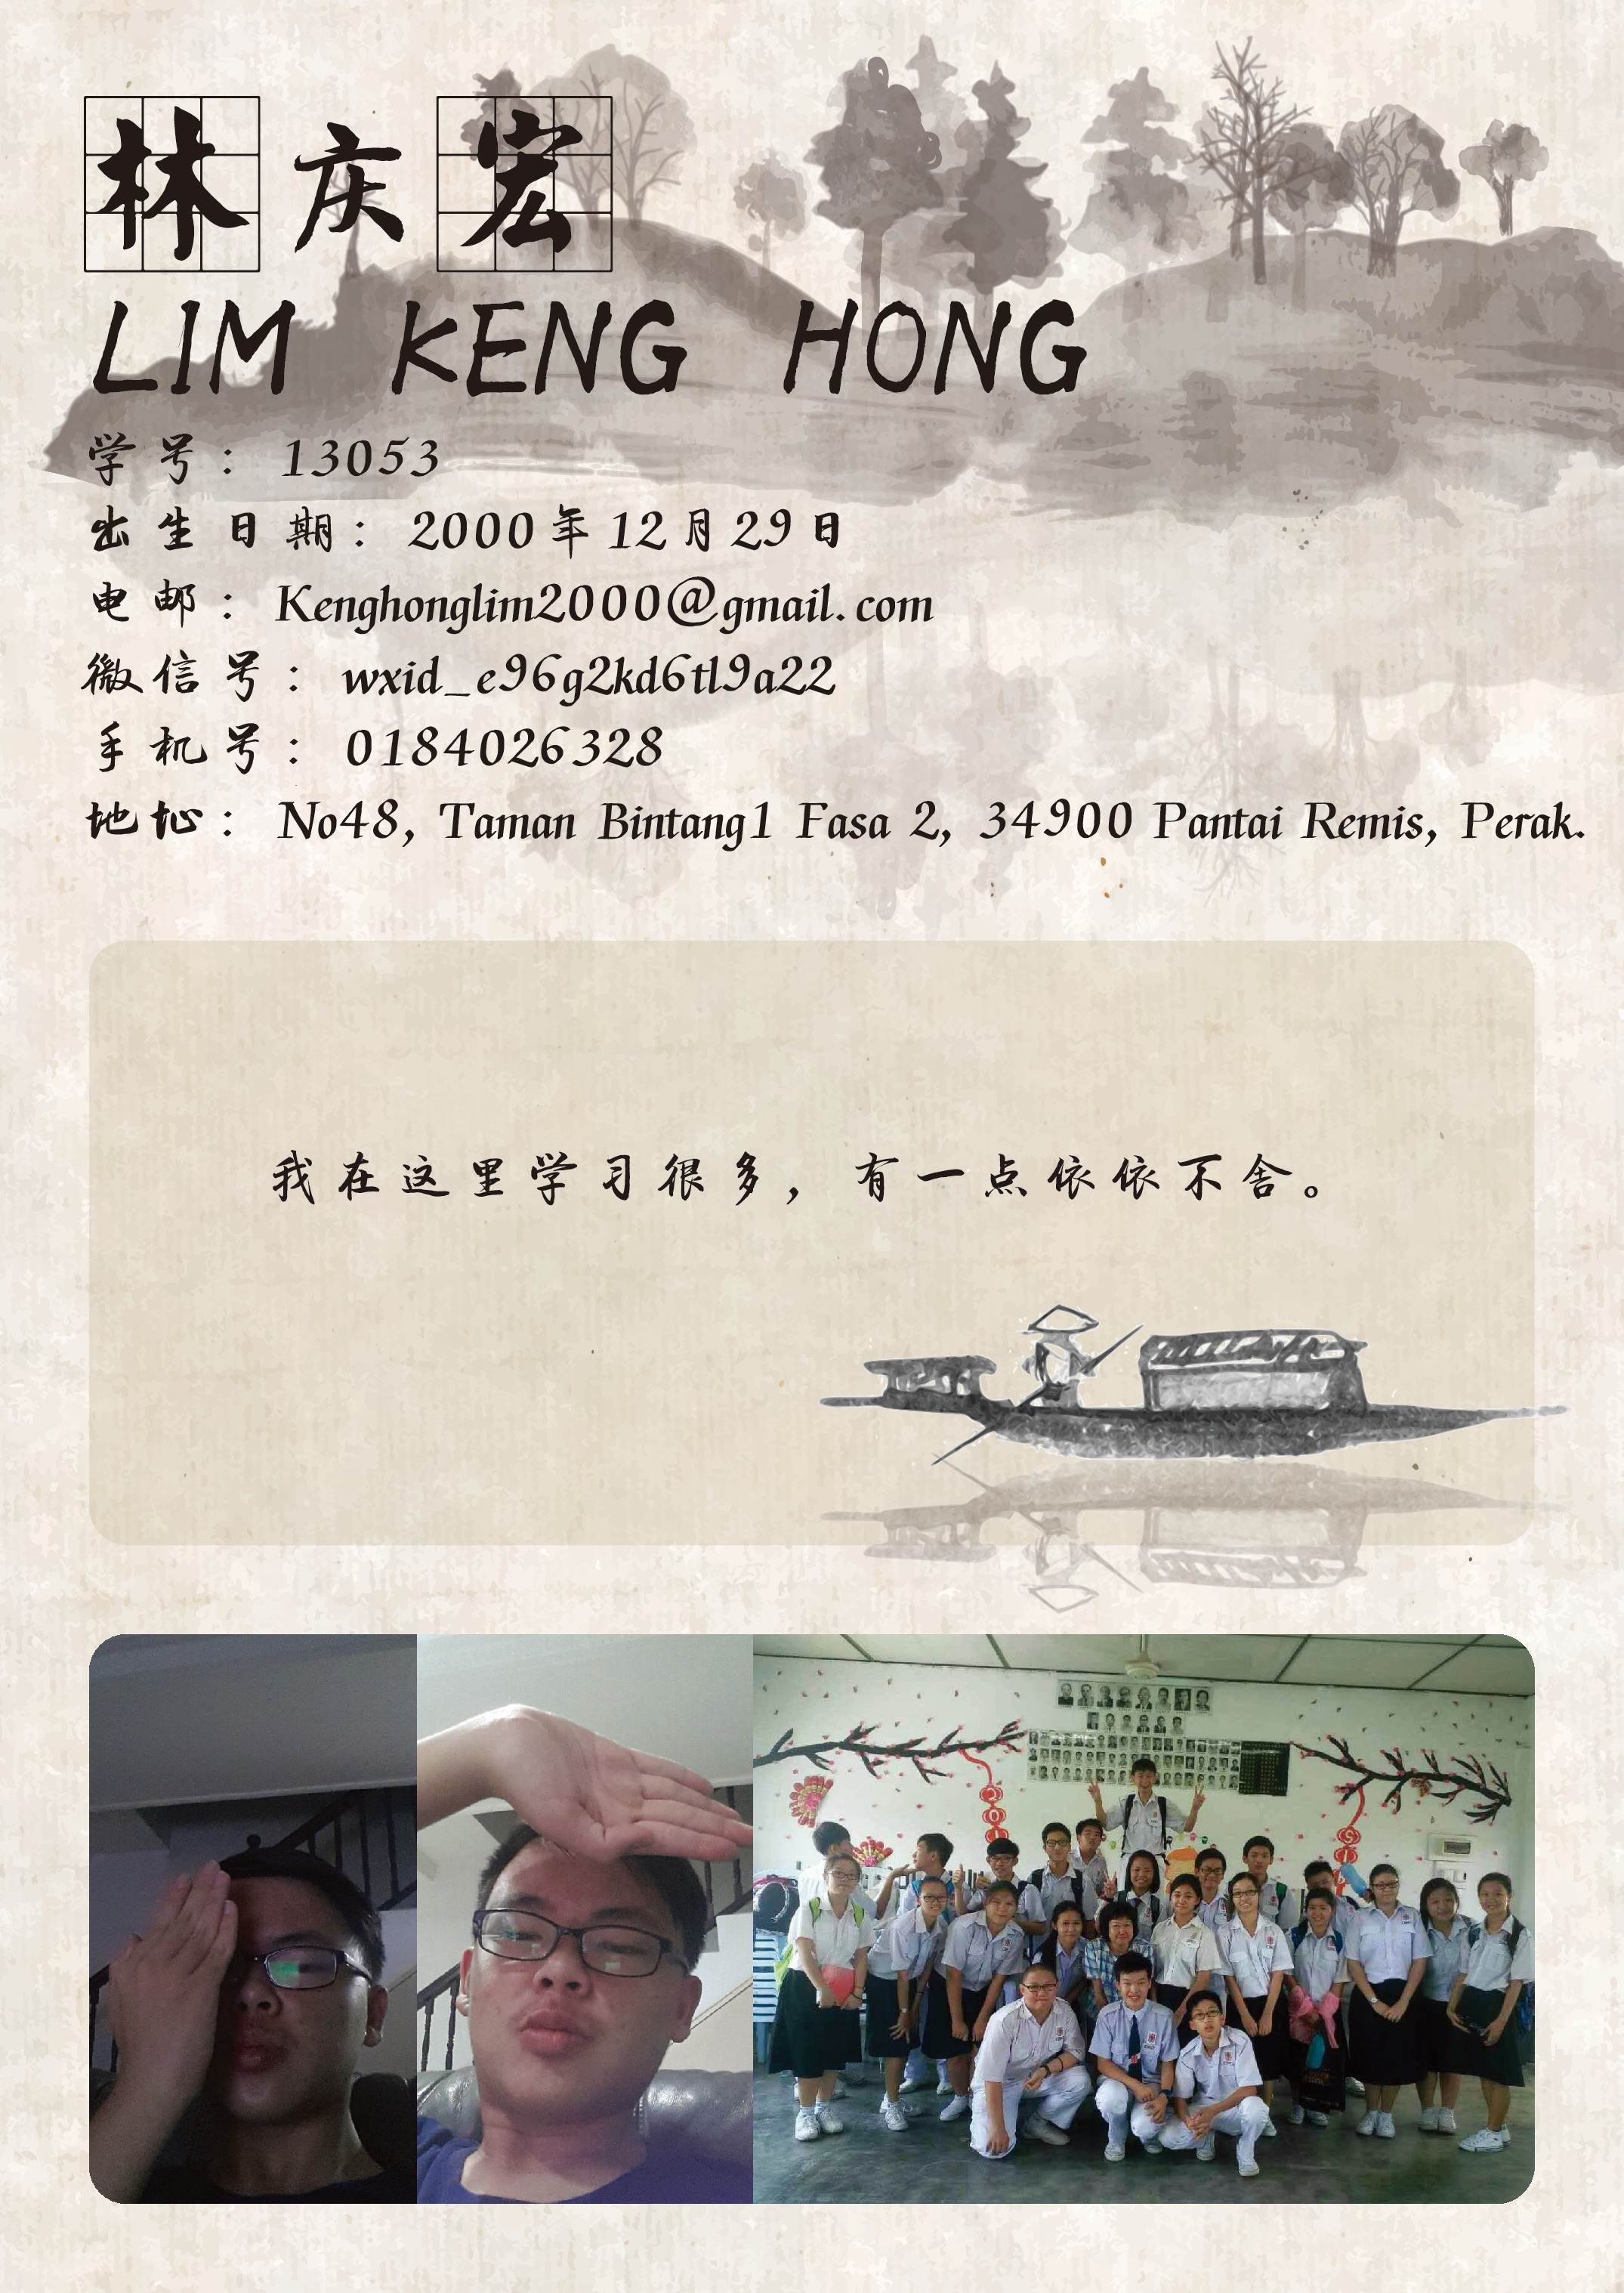 林庆宏
LIM KENG HONG
学号：13053
出生日期：2000年12月29日
电邮：Kenghonglim2000@gmail.com
微信号：wxid_e96g2kd6tl9a22
手机号：0184026328
地址：No48, Taman Bintang1 Fasa 2, 34900 Pantai Remis, Perak.
我在这里学习很多，有一点依依不舍。